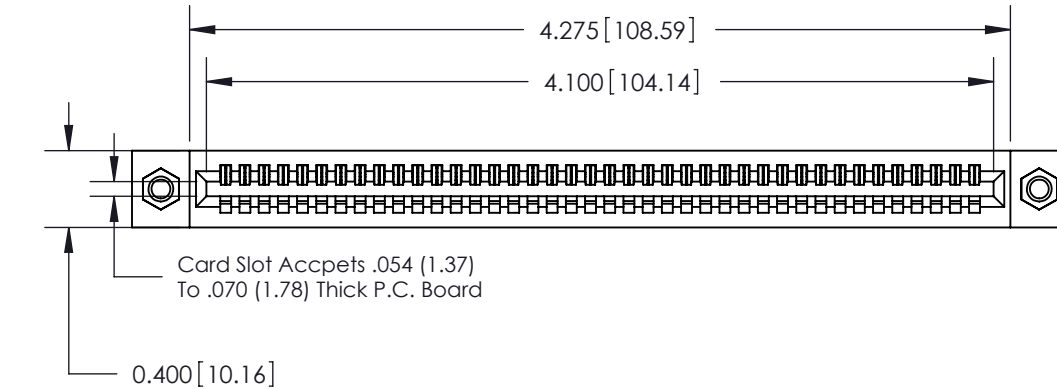 4.275[108.59]
4.100[104.14]
Card Slot Accpets .054 (1.37)
To .070 (1.78) Thick P.C. Board
0.400[10.16]